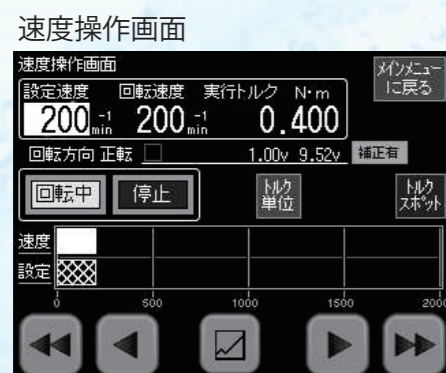 速度操作画面
速度操作画面
メインメニュー
に戻る
設定速度 回転速度 実行トルク N・m
200 min⁻¹ 200 min⁻¹ 0.400
回転方向 正転 1.00v 9.52v 補正有
回転中 停止
トルク
単位
トルク
スポット
速度
設定
0 500 1000 1500 2000